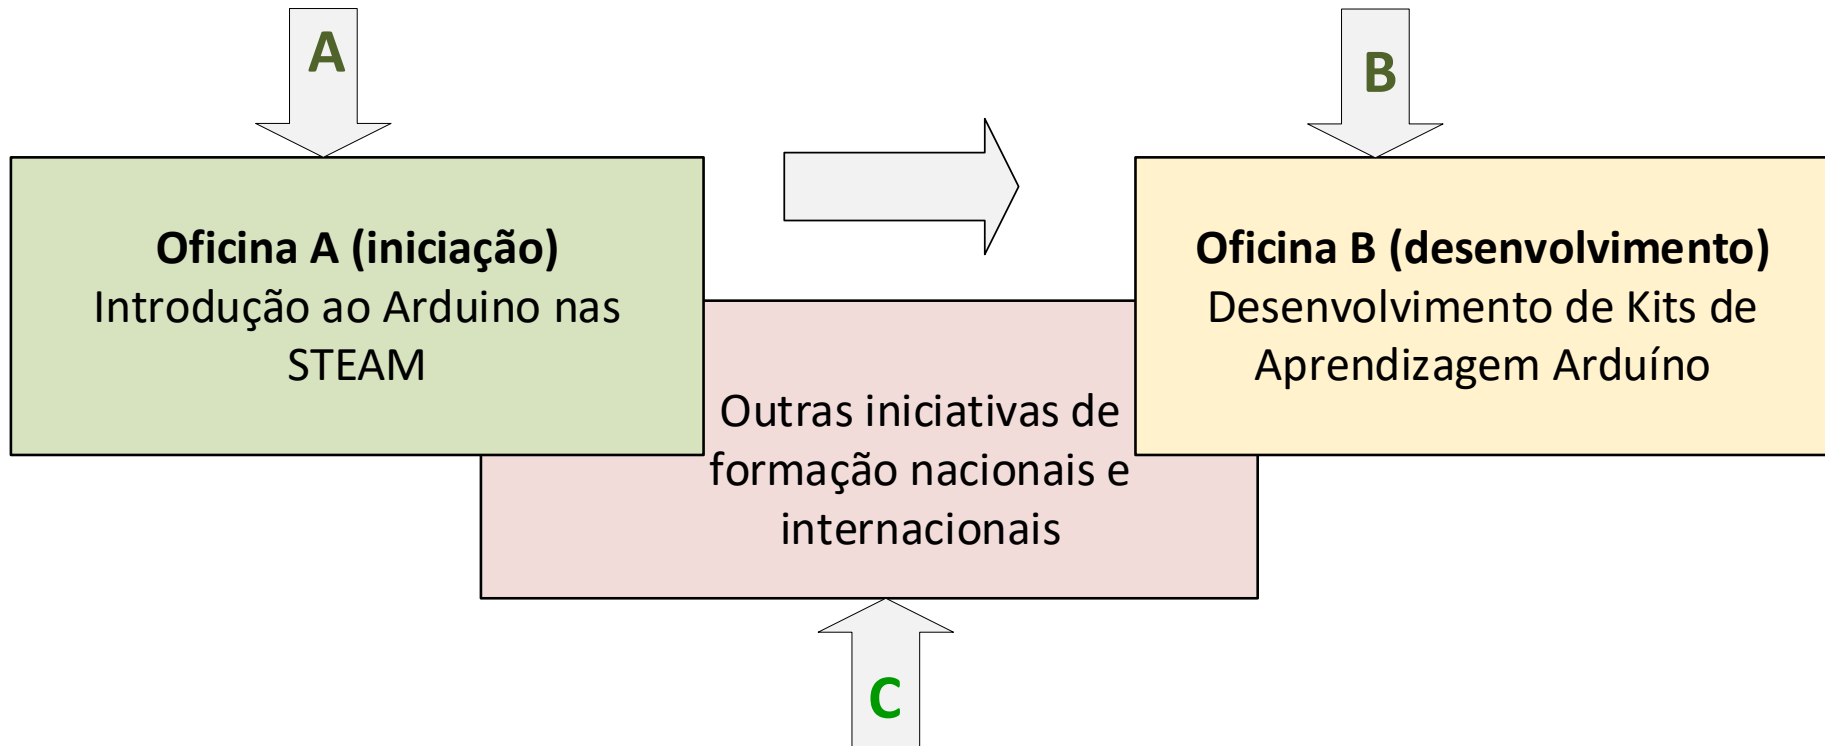 A
B
Oficina A (iniciação)
Introdução ao Arduino nas
STEAM
Oficina B (desenvolvimento)
Desenvolvimento de Kits de
Aprendizagem Arduíno
Outras iniciativas de
formação nacionais e
internacionais
C